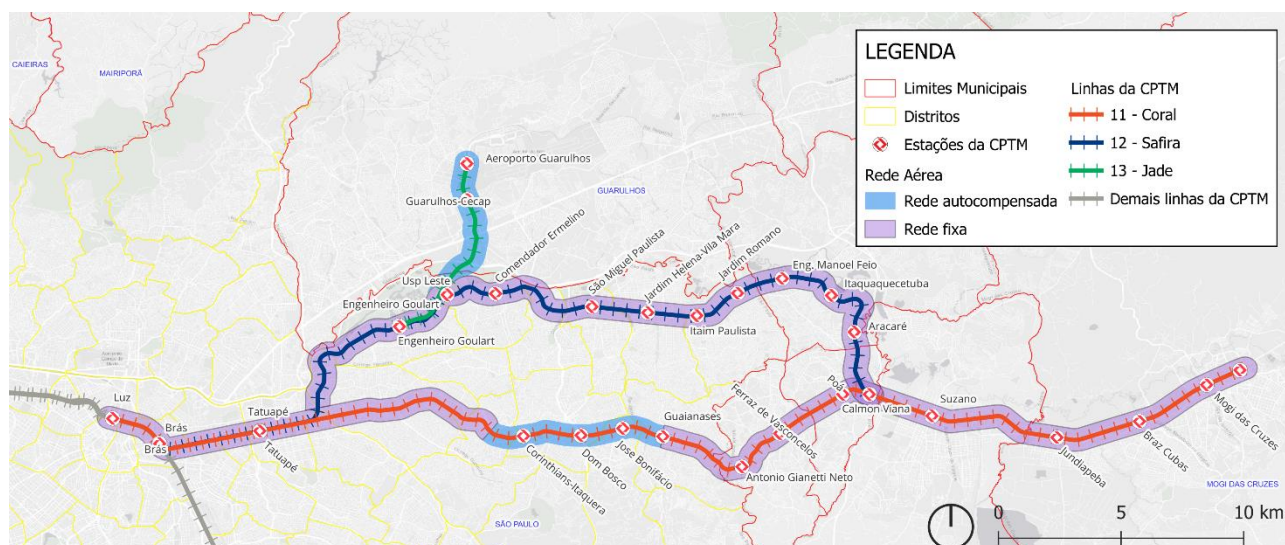 LEGENDA
Limites Municipais
Distritos
Estações da CPTM
Rede Aérea
Rede autocompensada
Rede fixa
Linhas da CPTM
11 - Coral
12 - Safira
13 - Jade
Demais linhas da CPTM
CAIEIRAS
MAIRIPORÃ
Aeroporto Guarulhos
Guarulhos-Cecap
GUARULHOS
Comendador Ermelino
São Miguel Paulista
Jardim Helena-Vila Mara
Jardim Romano
Eng. Manoel Feio
Usp Leste
Itaquaquecetuba
Engenheiro Goulart
Engenheiro Goulart
Itaim Paulista
Aracaré
Luz
Brás
Brás
Tatuapé
Tatuapé
Guaianases
Ferraz de Vasconcelos
Poá
Calmon Viana
Suzano
Mogi das Cruzes
Corinthians-Itaquera
Dom Bosco
Jose Bonifácio
Antonio Gianetti Neto
Jundiapeba
Braz Cubas
MOGI DAS CRUZES
SÃO PAULO
0 5 10 km